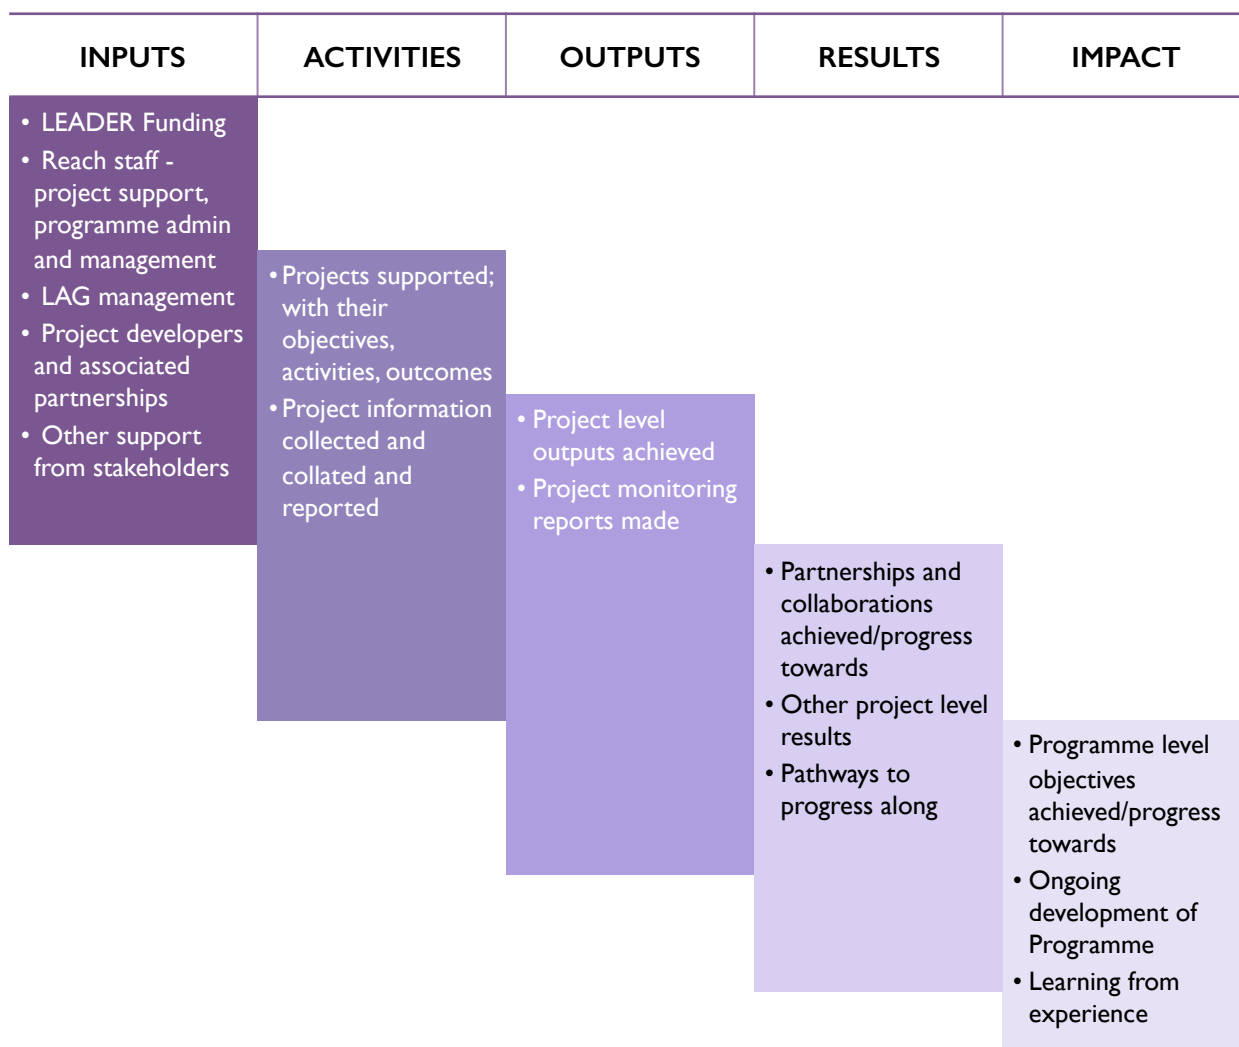 INPUTS
ACTIVITIES
OUTPUTS
RESULTS
IMPACT
• LEADER Funding
• Reach staff -
project support,
programme admin
and management
• LAG management
• Project developers
and associated
partnerships
• Other support
from stakeholders
• Projects supported;
with their
objectives,
activities, outcomes
• Project information
collected and
collated and
reported
• Project level
outputs achieved
• Project monitoring
reports made
• Partnerships and
collaborations
achieved/progress
towards
• Other project level
results
• Pathways to
progress along
• Programme level
objectives
achieved/progress
towards
• Ongoing
development of
Programme
• Learning from
experience